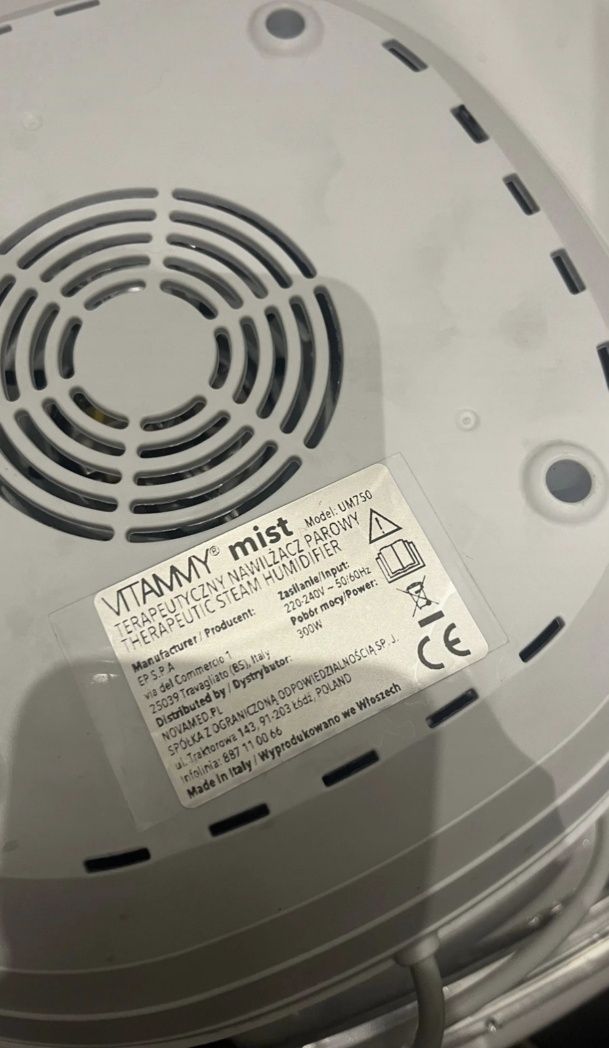 VITAMMY® mist Model: UM750
TERAPEUTYCZNY NAWILŻACZ PAROWY
THERAPEUTIC STEAM HUMIDIFIER
Manufacturer / Producent:
EP S.P.A
via del Commercio 1
25039 Travagliato (BS), Italy
Distributed by / Dystrybutor:
NOVAMED.PL
SPÓŁKA Z OGRANICZONĄ ODPOWIEDZIALNOŚCIĄ SP. J.
ul. Traktorowa 143, 91-203 Łódź, POLAND
Infolinia: 887 11 00 66
Made in Italy / Wyprodukowano we Włoszech
Zasilanie/Input:
220-240V ~ 50/60Hz
Pobór mocy/Power:
300W
CE